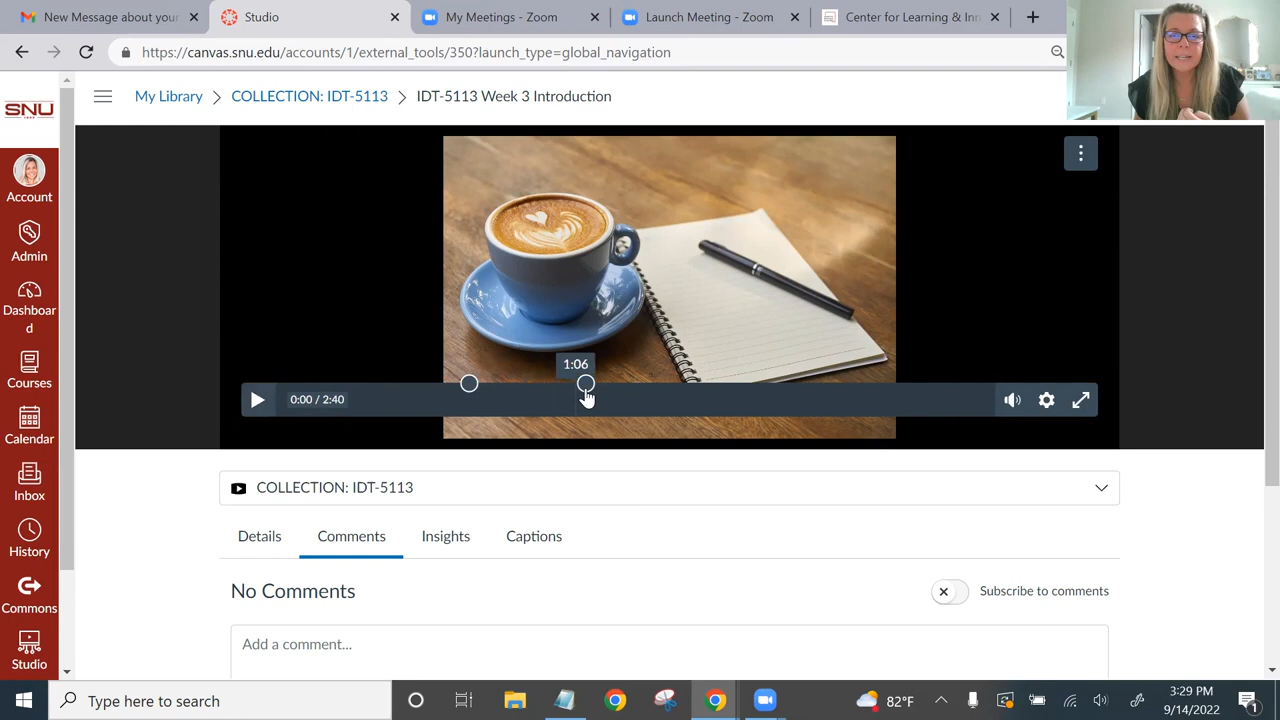 New Message about your
Studio
My Meetings - Zoom
Launch Meeting - Zoom
Center for Learning & Inn
https://canvas.snu.edu/accounts/1/external_tools/350?launch_type=global_navigation
SNU
My Library
COLLECTION: IDT-5113
IDT-5113 Week 3 Introduction
Account
Admin
Dashboar
d
Courses
Calendar
Inbox
History
Commons
Studio
1:06
0:00 / 2:40
COLLECTION: IDT-5113
Details
Comments
Insights
Captions
No Comments
Subscribe to comments
Add a comment...
Type here to search
82°F
3:29 PM
9/14/2022
1